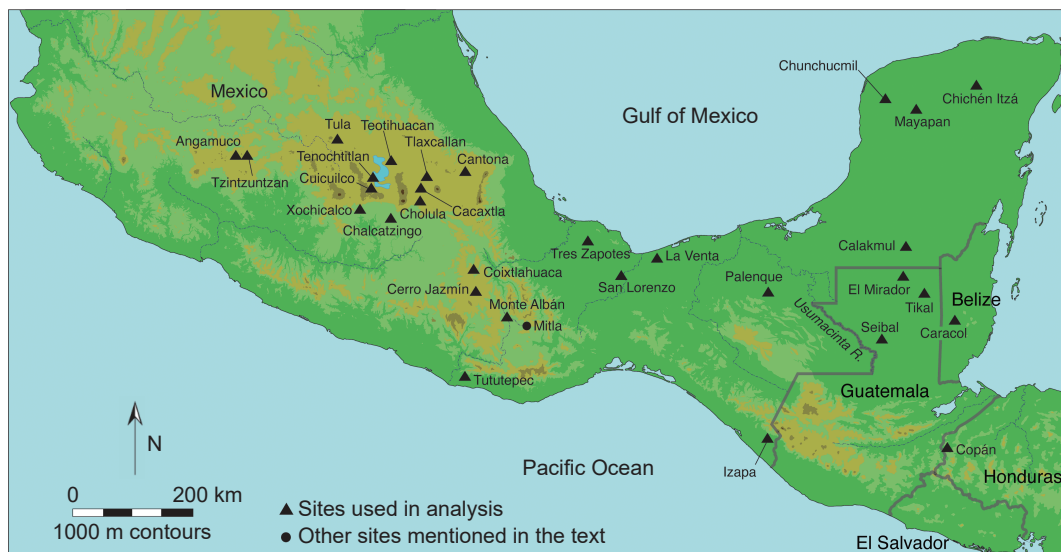 Chunchucmil
Chichén Itzá
Mayapan
Mexico
Gulf of Mexico
Tula
Teotihuacan
Angamuco
Tlaxcallan
Tenochtitlan
Cantona
Tzintzuntzan
Cuicuilco
Xochicalco
Cholula
Cacaxtla
Chalcatzingo
Calakmul
Tres Zapotes
La Venta
Coixtlahuaca
Palenque
El Mirador
San Lorenzo
Cerro Jazmín
Tikal
Belize
Monte Albán
Usumacinta R.
Mitla
Seibal
Caracol
Tututepec
Guatemala
N
Copán
Pacific Ocean
Izapa
Honduras
0 200 km
Sites used in analysis
1000 m contours
Other sites mentioned in the text
El Salvador